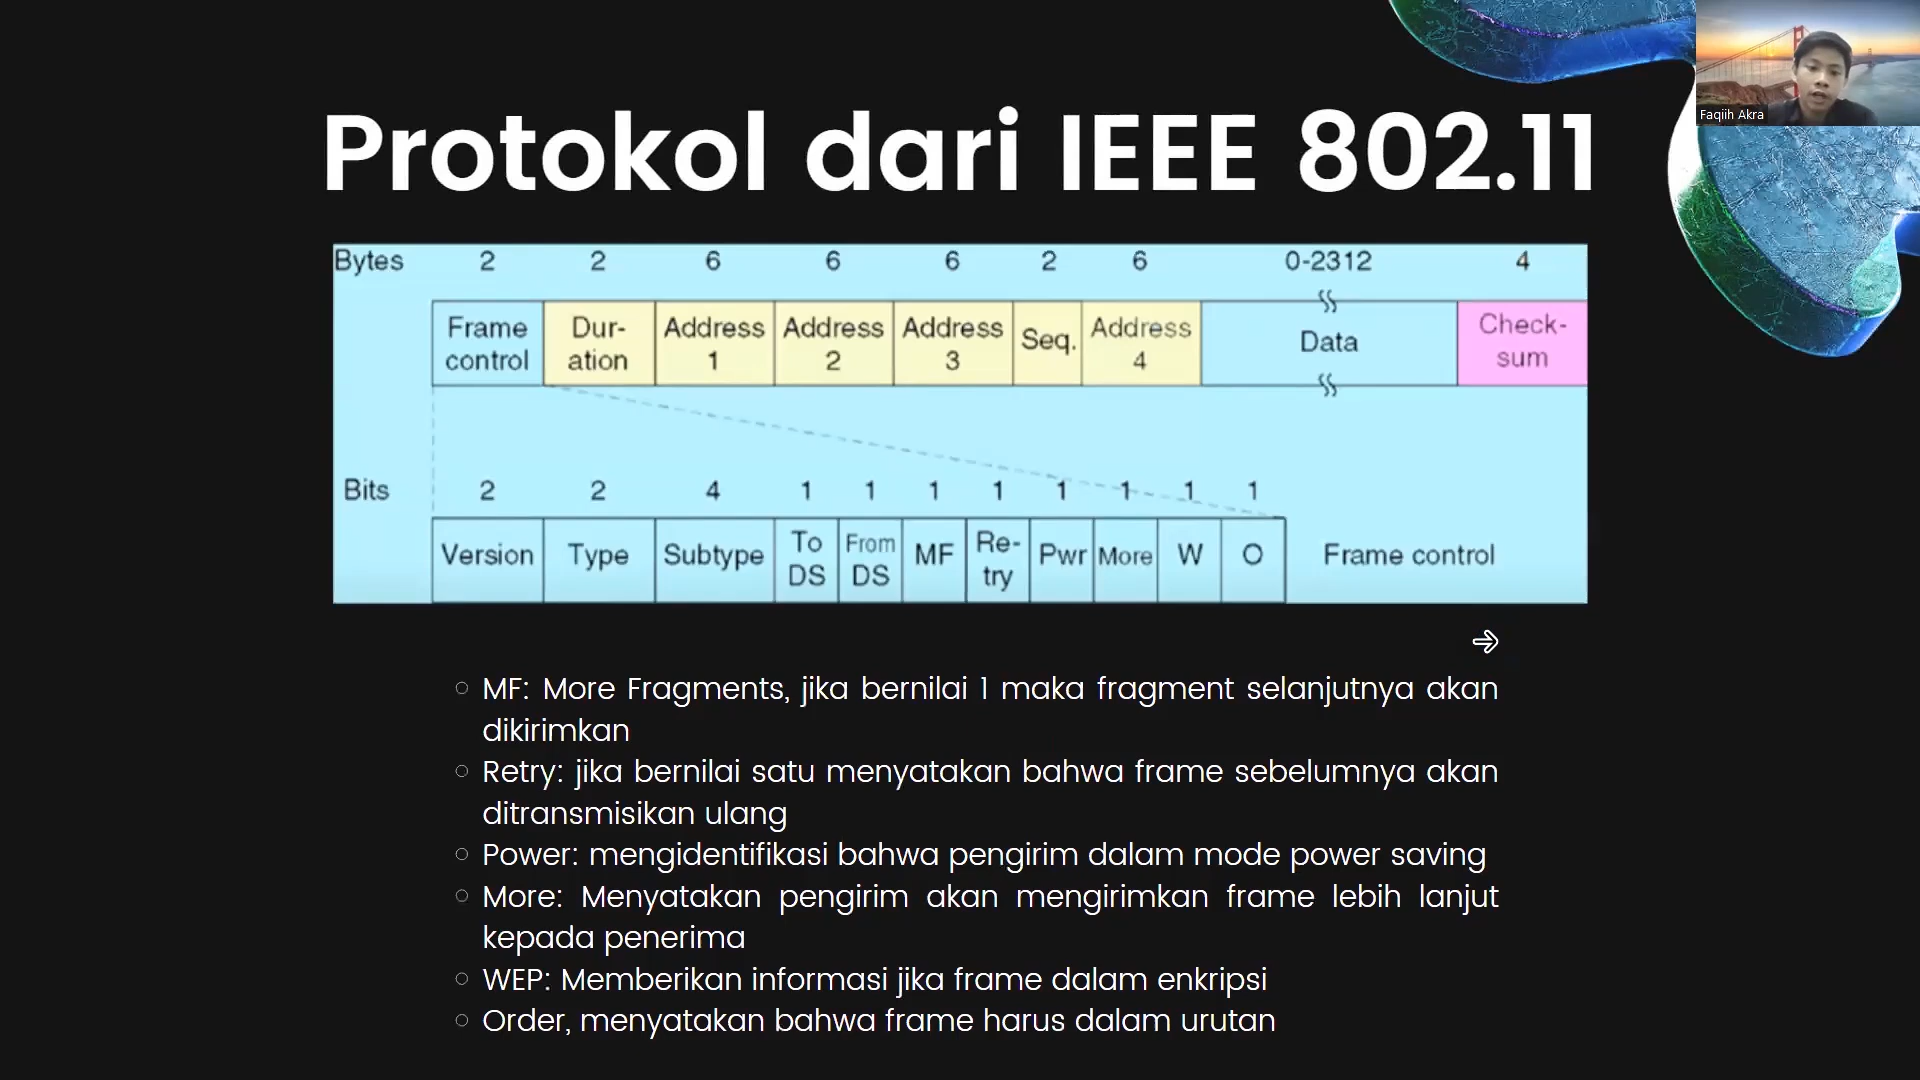 Protokol dari IEEE 802.11
Faqiih Akra
Bytes 2 2 6 6 6 2 6 0-2312 4
Frame control
Dur-ation
Address 1
Address 2
Address 3
Seq.
Address 4
Data
Check-sum
Bits 2 2 4 1 1 1 1 1 1 1 1
Version
Type
Subtype
To DS
From DS
MF
Re-try
Pwr
More
W
O
Frame control
MF: More Fragments, jika bernilai 1 maka fragment selanjutnya akan
dikirimkan
Retry: jika bernilai satu menyatakan bahwa frame sebelumnya akan
ditransmisikan ulang
Power: mengidentifikasi bahwa pengirim dalam mode power saving
More: Menyatakan pengirim akan mengirimkan frame lebih lanjut
kepada penerima
WEP: Memberikan informasi jika frame dalam enkripsi
Order, menyatakan bahwa frame harus dalam urutan